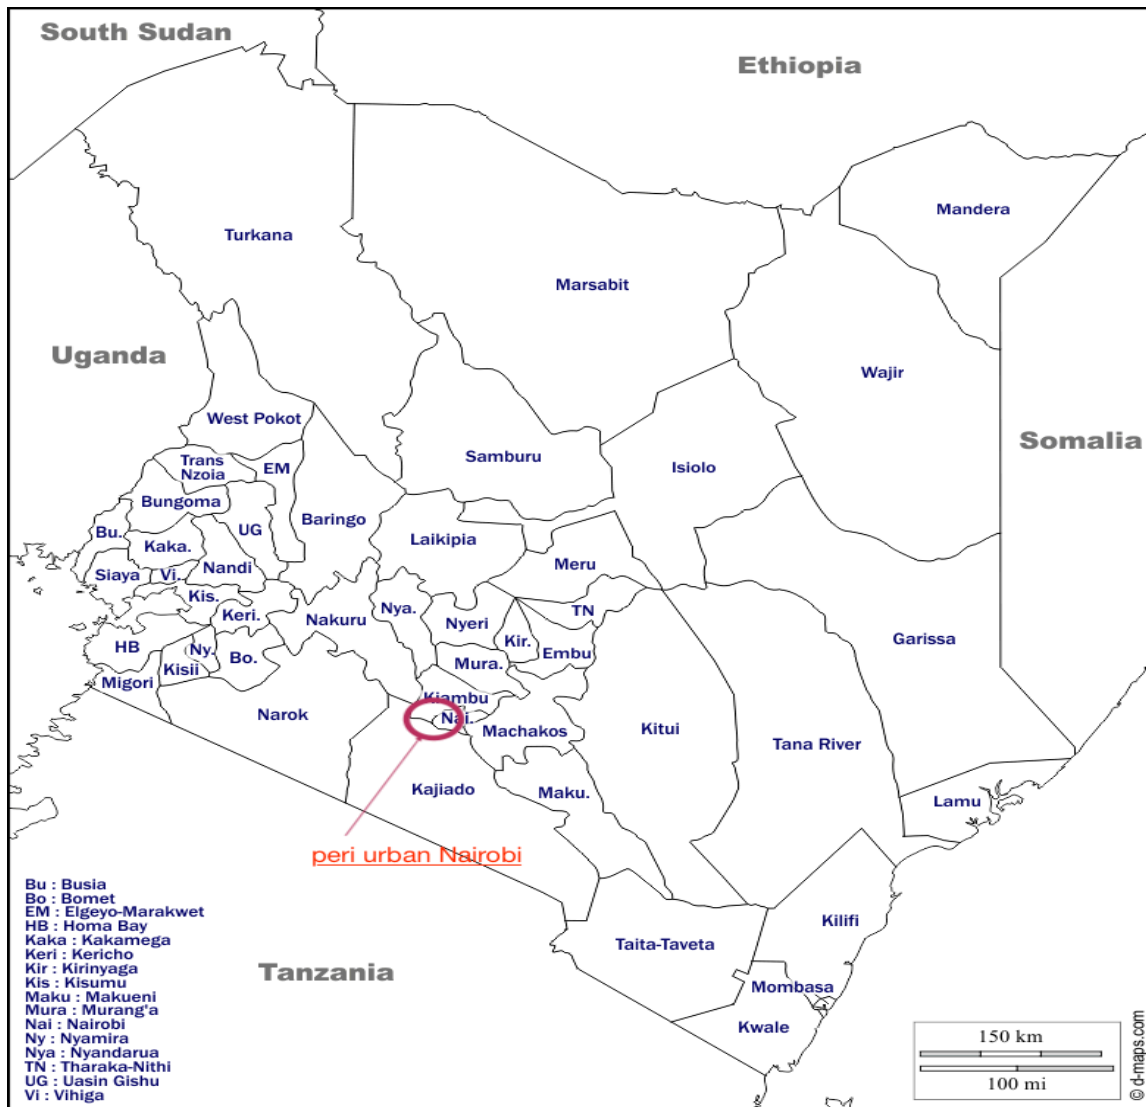 South Sudan
Ethiopia
Mandera
Turkana
Marsabit
Uganda
Wajir
West Pokot
Somalia
Trans
Nzoia
EM
Samburu
Isiolo
Bungoma
Baringo
UG
Bu.
Laikipia
Kaka.
Meru
Siaya
Vi.
Nandi
Kis.
Nya.
TN
Keri.
Nakuru
Nyeri
Kir.
Garissa
HB
Ny.
Embu
Bo.
Kisii
Mura.
Migori
Kiambu
Narok
Nai.
Machakos
Kitui
Tana River
Kajiado
Maku.
Lamu
peri urban Nairobi
Bu : Busia
Bo : Bomet
EM : Elgeyo-Marakwet
HB : Homa Bay
Kaka : Kakamega
Keri : Kericho
Kir : Kirinyaga
Kis : Kisumu
Maku : Makueni
Mura : Murang'a
Nai : Nairobi
Ny : Nyamira
Nya : Nyandarua
TN : Tharaka-Nithi
UG : Uasin Gishu
Vi : Vihiga
Kilifi
Taita-Taveta
Tanzania
Mombasa
Kwale
150 km
100 mi
© d-maps.com